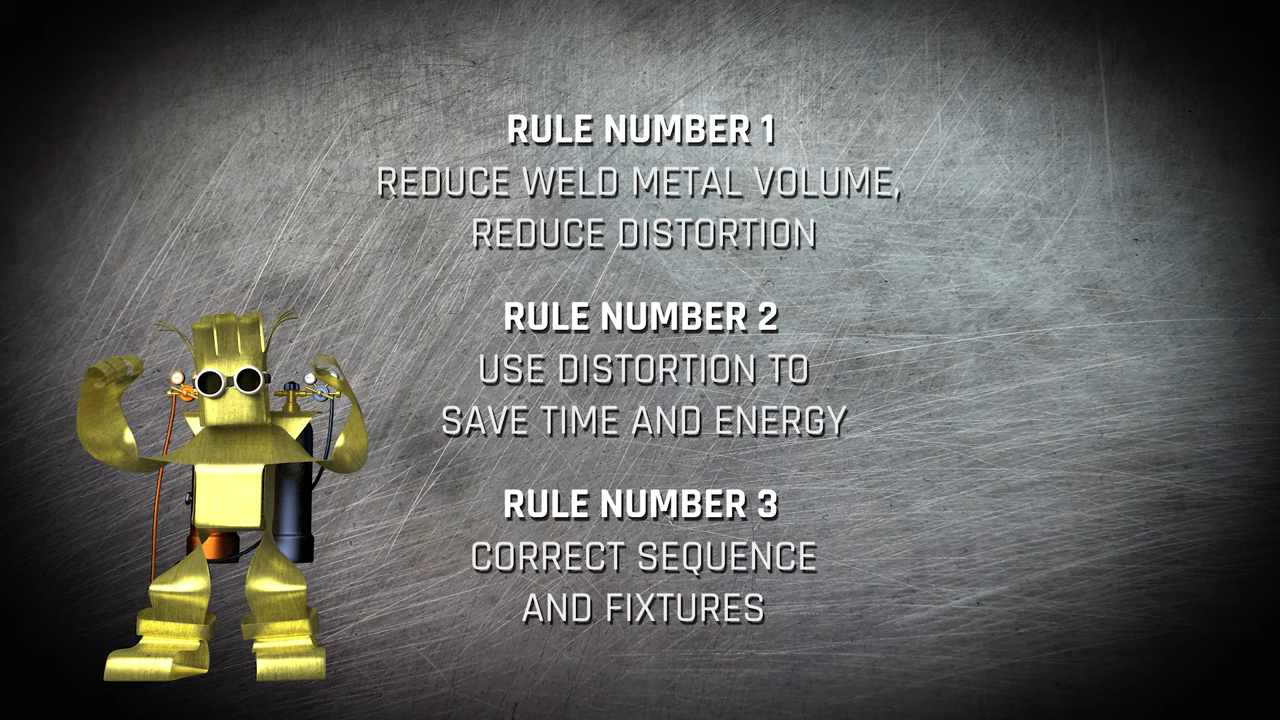 RULE NUMBER 1
REDUCE WELD METAL VOLUME,
REDUCE DISTORTION
RULE NUMBER 2
USE DISTORTION TO
SAVE TIME AND ENERGY
RULE NUMBER 3
CORRECT SEQUENCE
AND FIXTURES